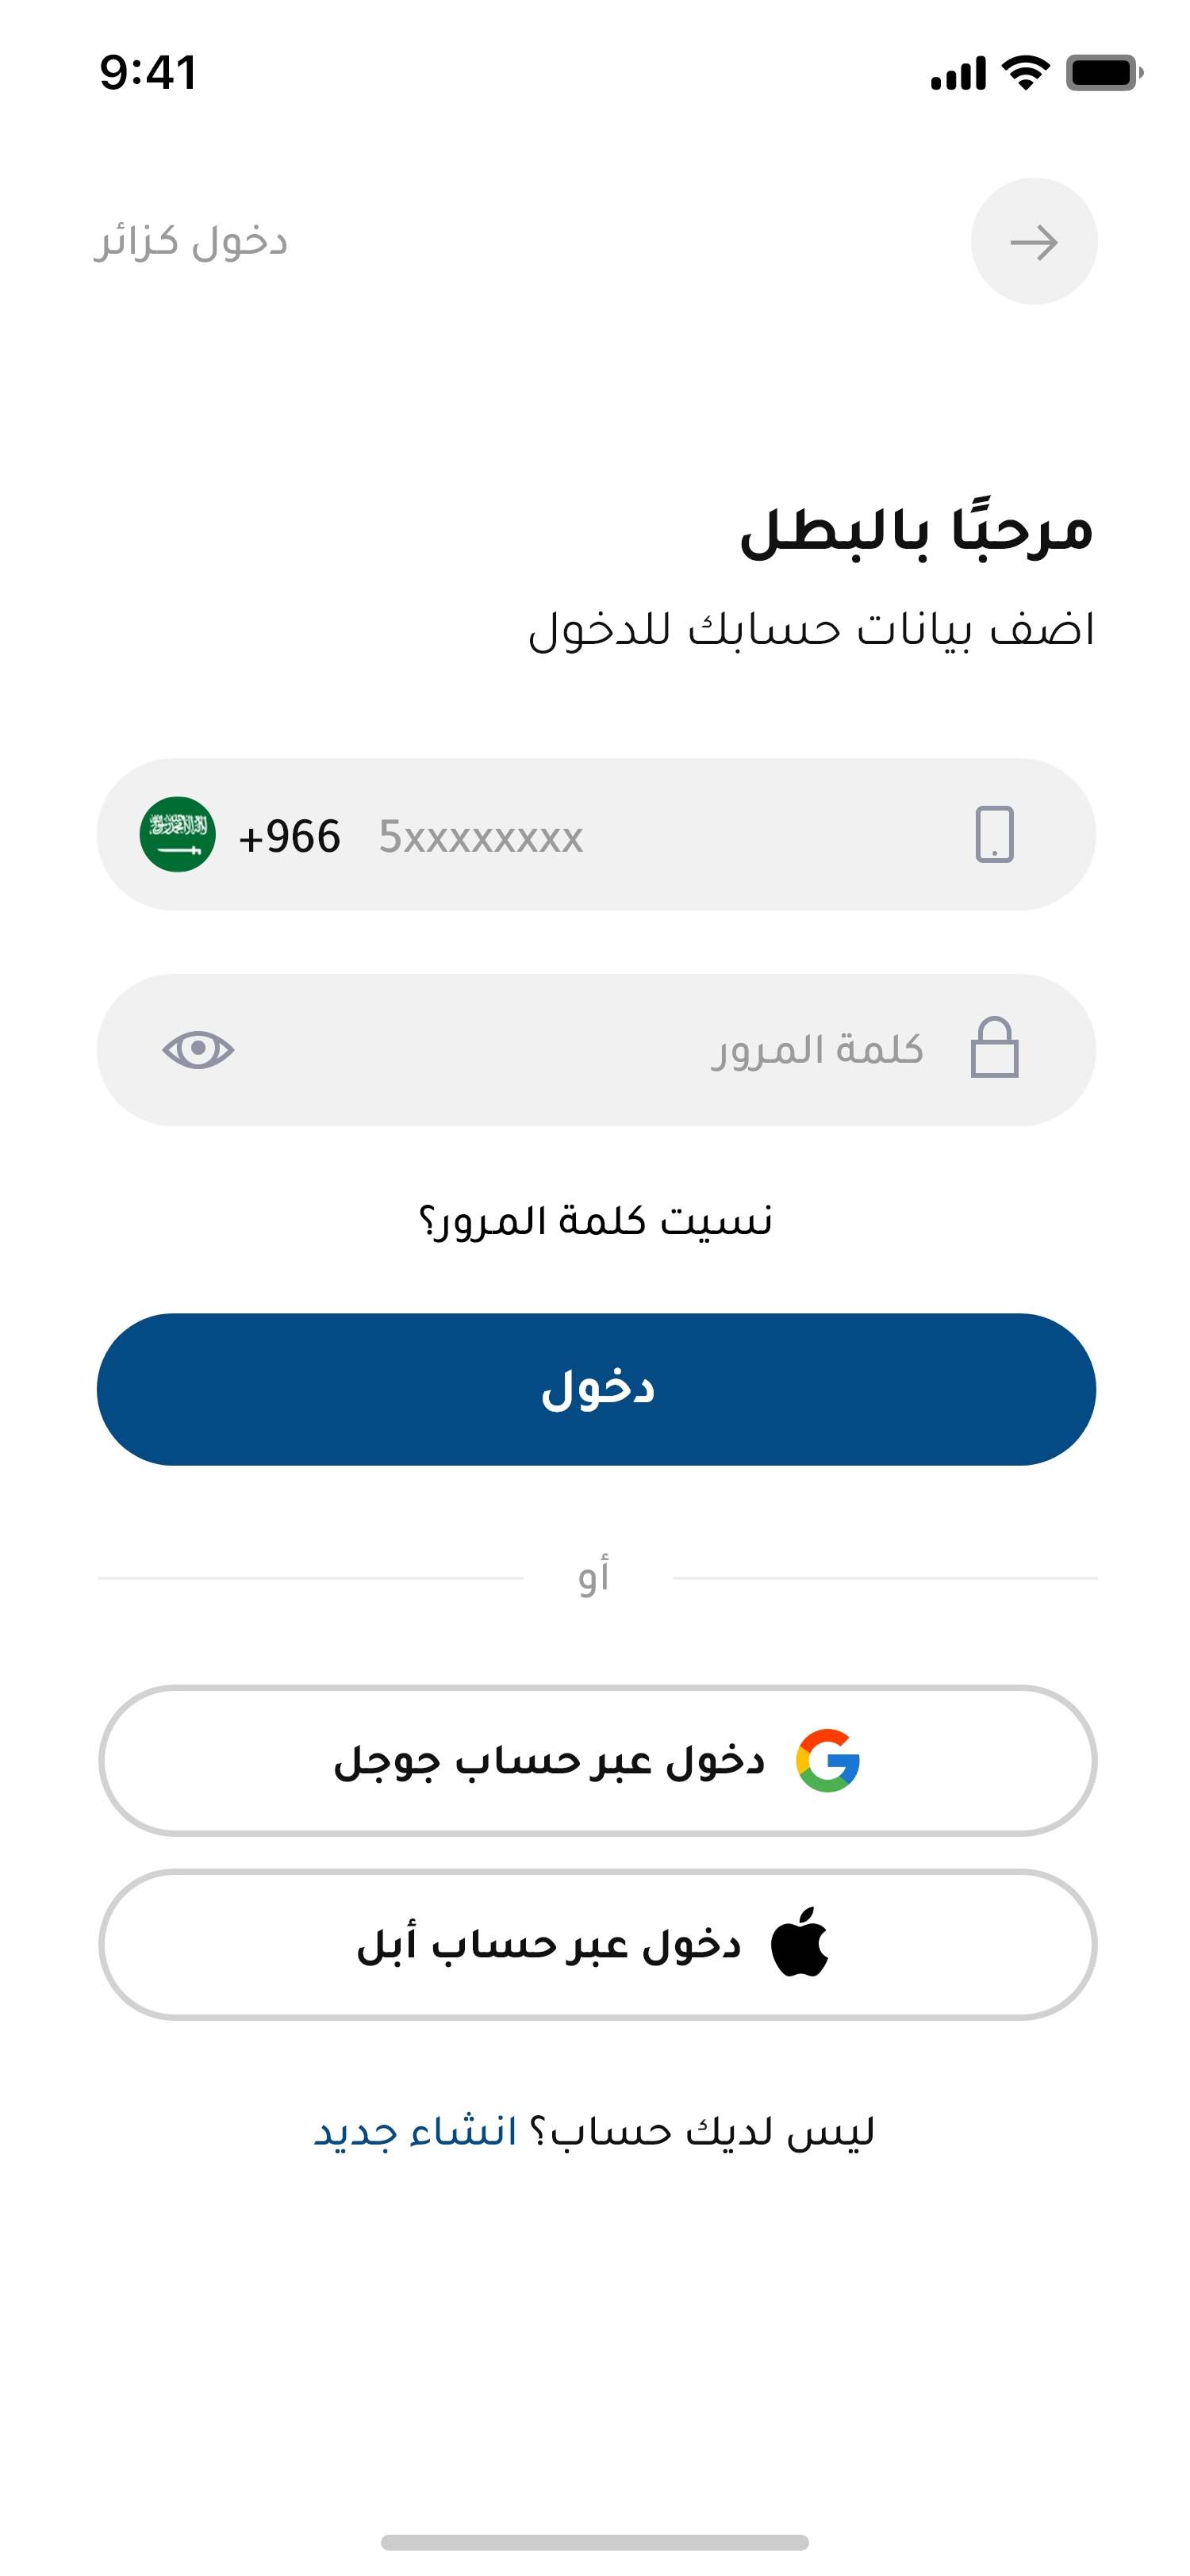 9:41
دخول كزائر
مرحبًا بالبطل
اضف بيانات حسابك للدخول
+966 5xxxxxxxx
كلمة المرور
نسيت كلمة المرور؟
دخول
أو
دخول عبر حساب جوجل
دخول عبر حساب أبل
ليس لديك حساب؟ انشاء جديد